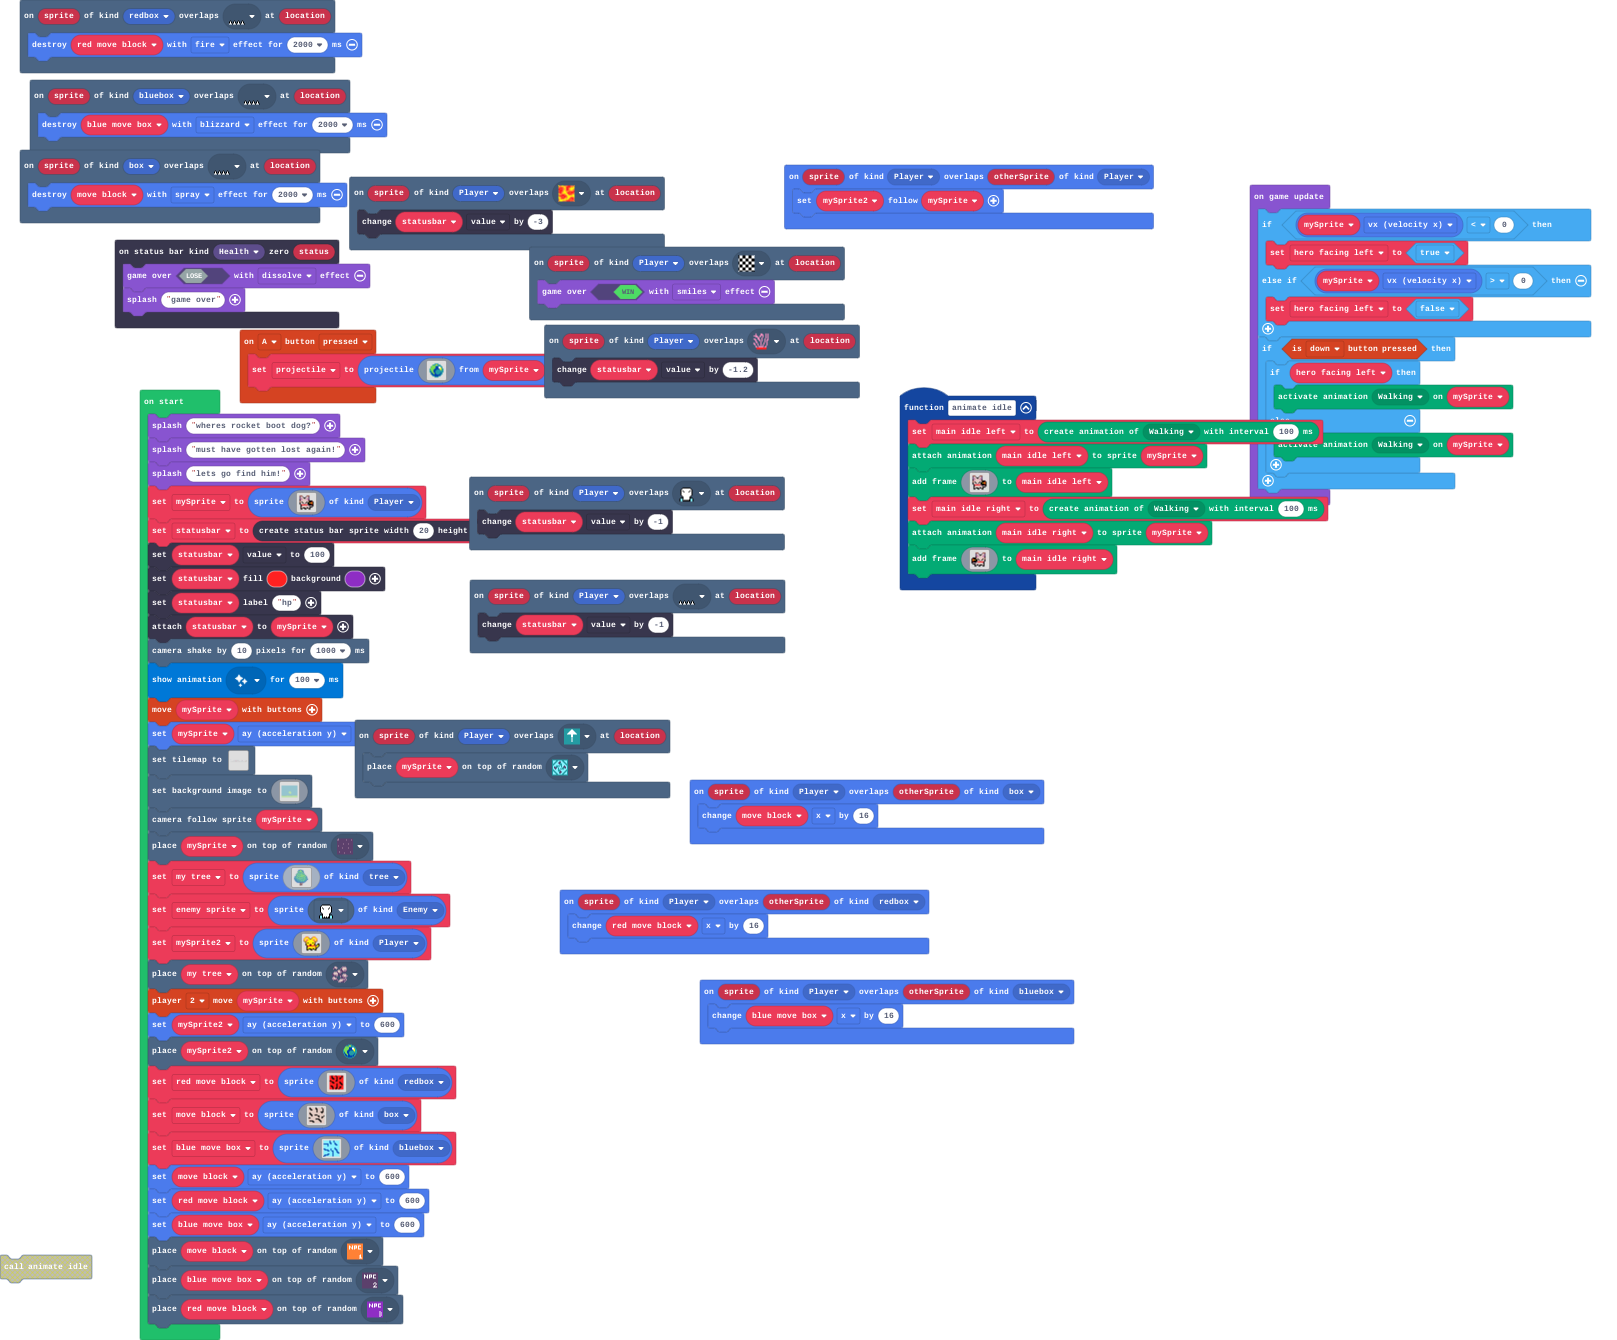 on sprite of kind redbox overlaps at location
destroy red move block with fire effect for 2000 ms
on sprite of kind bluebox overlaps at location
destroy blue move box with blizzard effect for 2000 ms
on sprite of kind box overlaps at location
destroy move block with spray effect for 2000 ms
on sprite of kind Player overlaps at location
change statusbar value by -3
on sprite of kind Player overlaps otherSprite of kind Player
set mySprite2 follow mySprite
on status bar kind Health zero status
game over LOSE with dissolve effect
splash "game over"
on sprite of kind Player overlaps at location
game over WIN with smiles effect
on A button pressed
set projectile to projectile from mySprite
on sprite of kind Player overlaps at location
change statusbar value by -1.2
on game update
if mySprite vx (velocity x) < 0 then
set hero facing left to true
else if mySprite vx (velocity x) > 0 then
set hero facing left to false
if is down button pressed then
if hero facing left then
activate animation Walking on mySprite
else
activate animation Walking on mySprite
function animate idle
set main idle left to create animation of Walking with interval 100 ms
attach animation main idle left to sprite mySprite
add frame to main idle left
set main idle right to create animation of Walking with interval 100 ms
attach animation main idle right to sprite mySprite
add frame to main idle right
on start
splash "wheres rocket boot dog?"
splash "must have gotten lost again!"
splash "lets go find him!"
set mySprite to sprite of kind Player
set statusbar to create status bar sprite width 20 height
set statusbar value to 100
set statusbar fill background
set statusbar label "hp"
attach statusbar to mySprite
camera shake by 10 pixels for 1000 ms
show animation for 100 ms
move mySprite with buttons
set mySprite ay (acceleration y)
set tilemap to
set background image to
camera follow sprite mySprite
place mySprite on top of random
set my tree to sprite of kind tree
set enemy sprite to sprite of kind Enemy
set mySprite2 to sprite of kind Player
place my tree on top of random
player 2 move mySprite with buttons
set mySprite2 ay (acceleration y) to 600
place mySprite2 on top of random
set red move block to sprite of kind redbox
set move block to sprite of kind box
set blue move box to sprite of kind bluebox
set move block ay (acceleration y) to 600
set red move block ay (acceleration y) to 600
set blue move box ay (acceleration y) to 600
place move block on top of random NPC
place blue move box on top of random NPC 2
place red move block on top of random NPC
on sprite of kind Player overlaps at location
change statusbar value by -1
on sprite of kind Player overlaps at location
change statusbar value by -1
on sprite of kind Player overlaps at location
place mySprite on top of random
on sprite of kind Player overlaps otherSprite of kind box
change move block x by 16
on sprite of kind Player overlaps otherSprite of kind redbox
change red move block x by 16
on sprite of kind Player overlaps otherSprite of kind bluebox
change blue move box x by 16
call animate idle